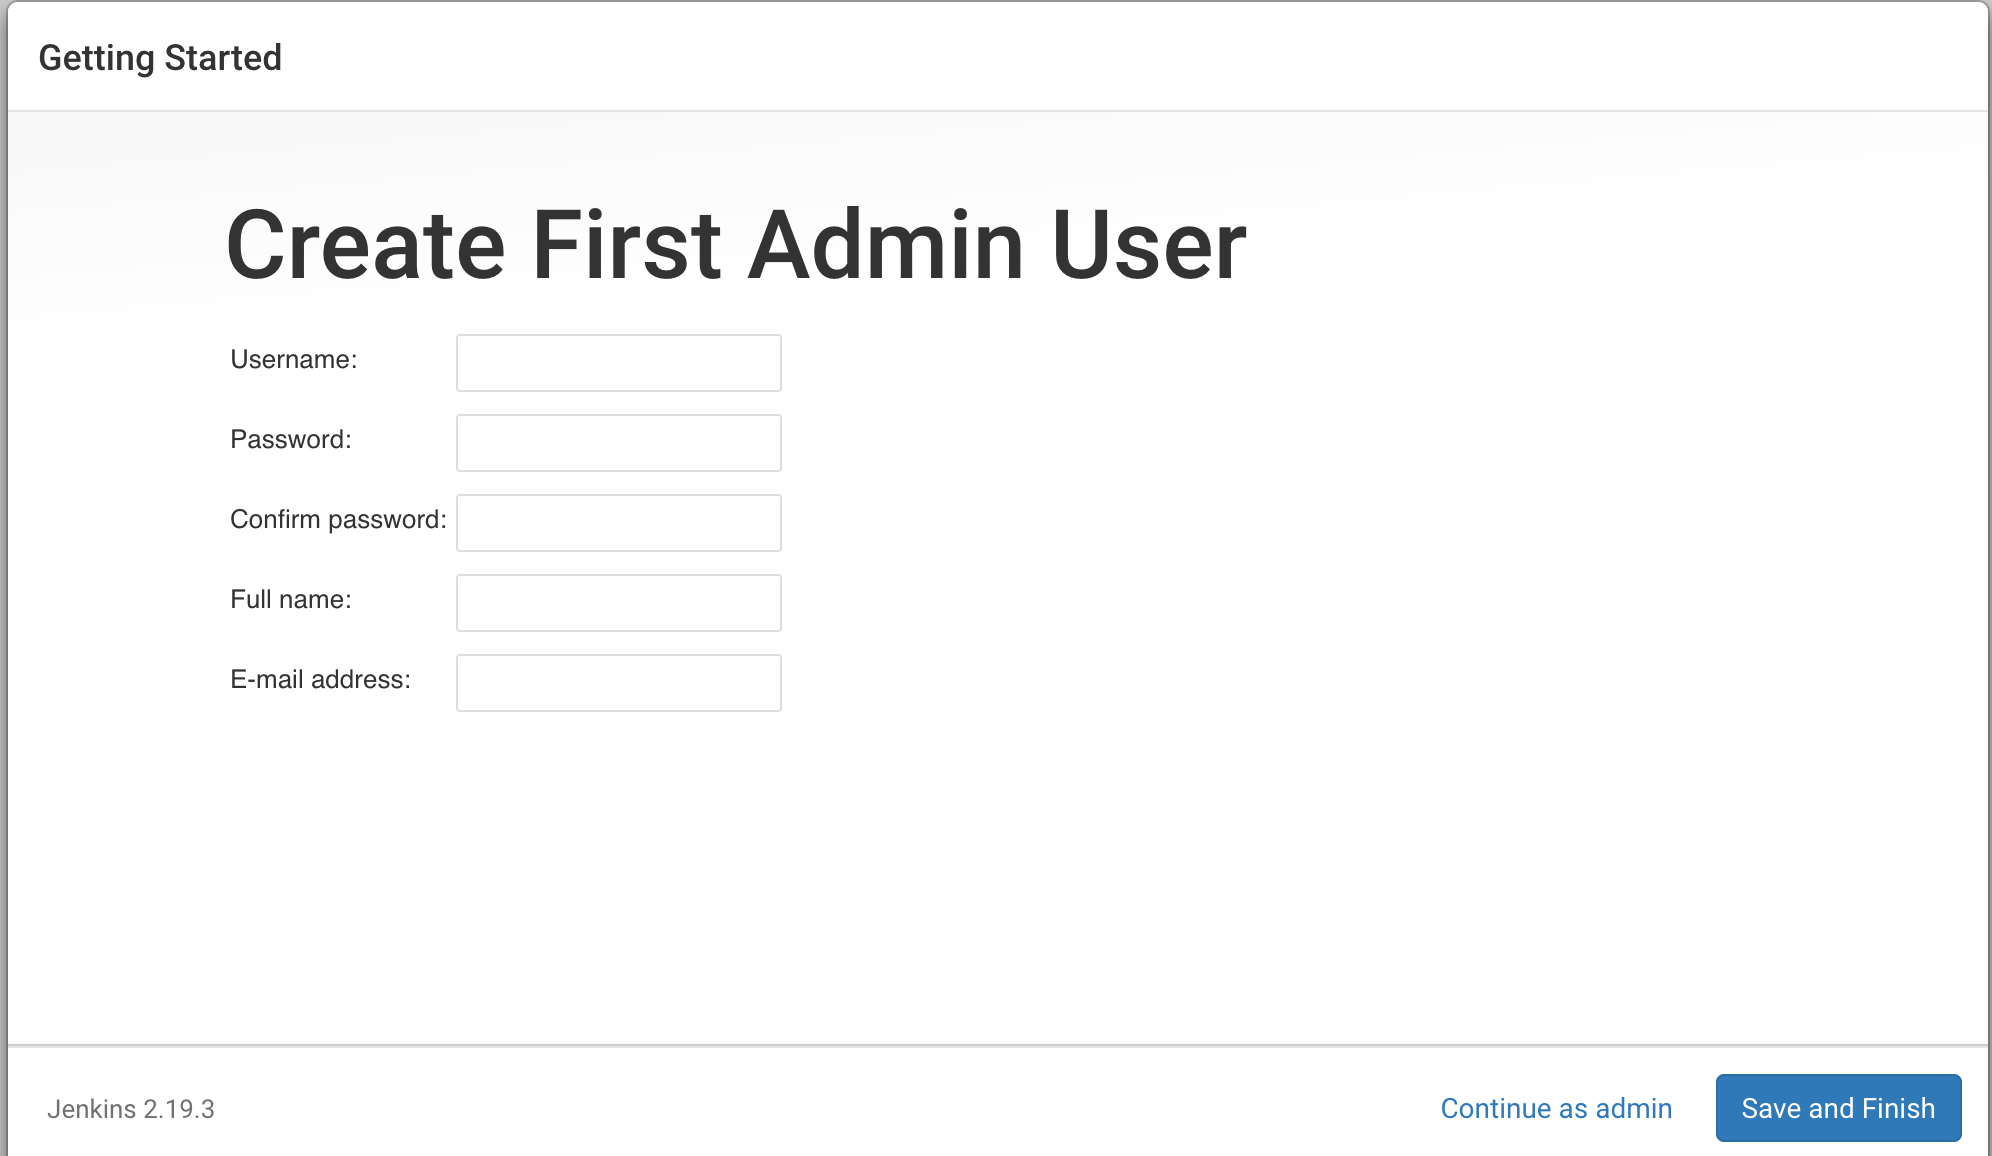 Getting Started
Create First Admin User
Username:
Password:
Confirm password:
Full name:
E-mail address:
Jenkins 2.19.3
Continue as admin
Save and Finish